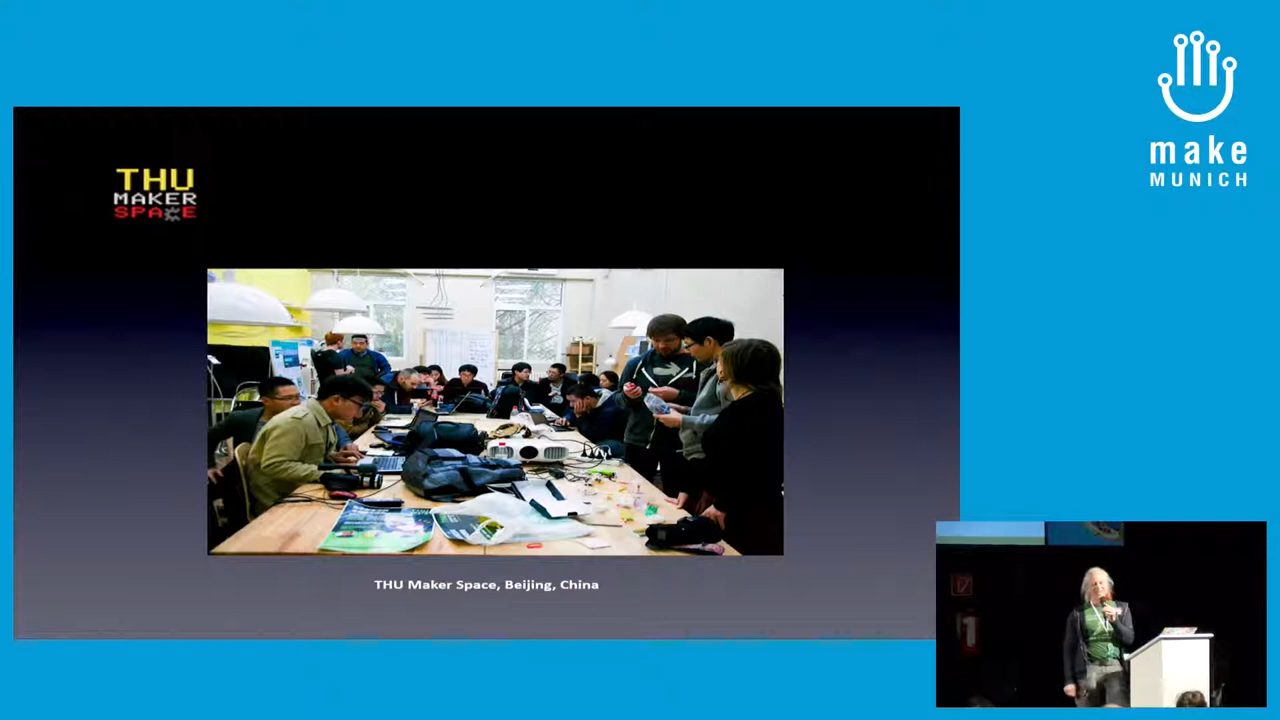 THU
MAKER
SPACE
THU Maker Space, Beijing, China
make
MUNICH